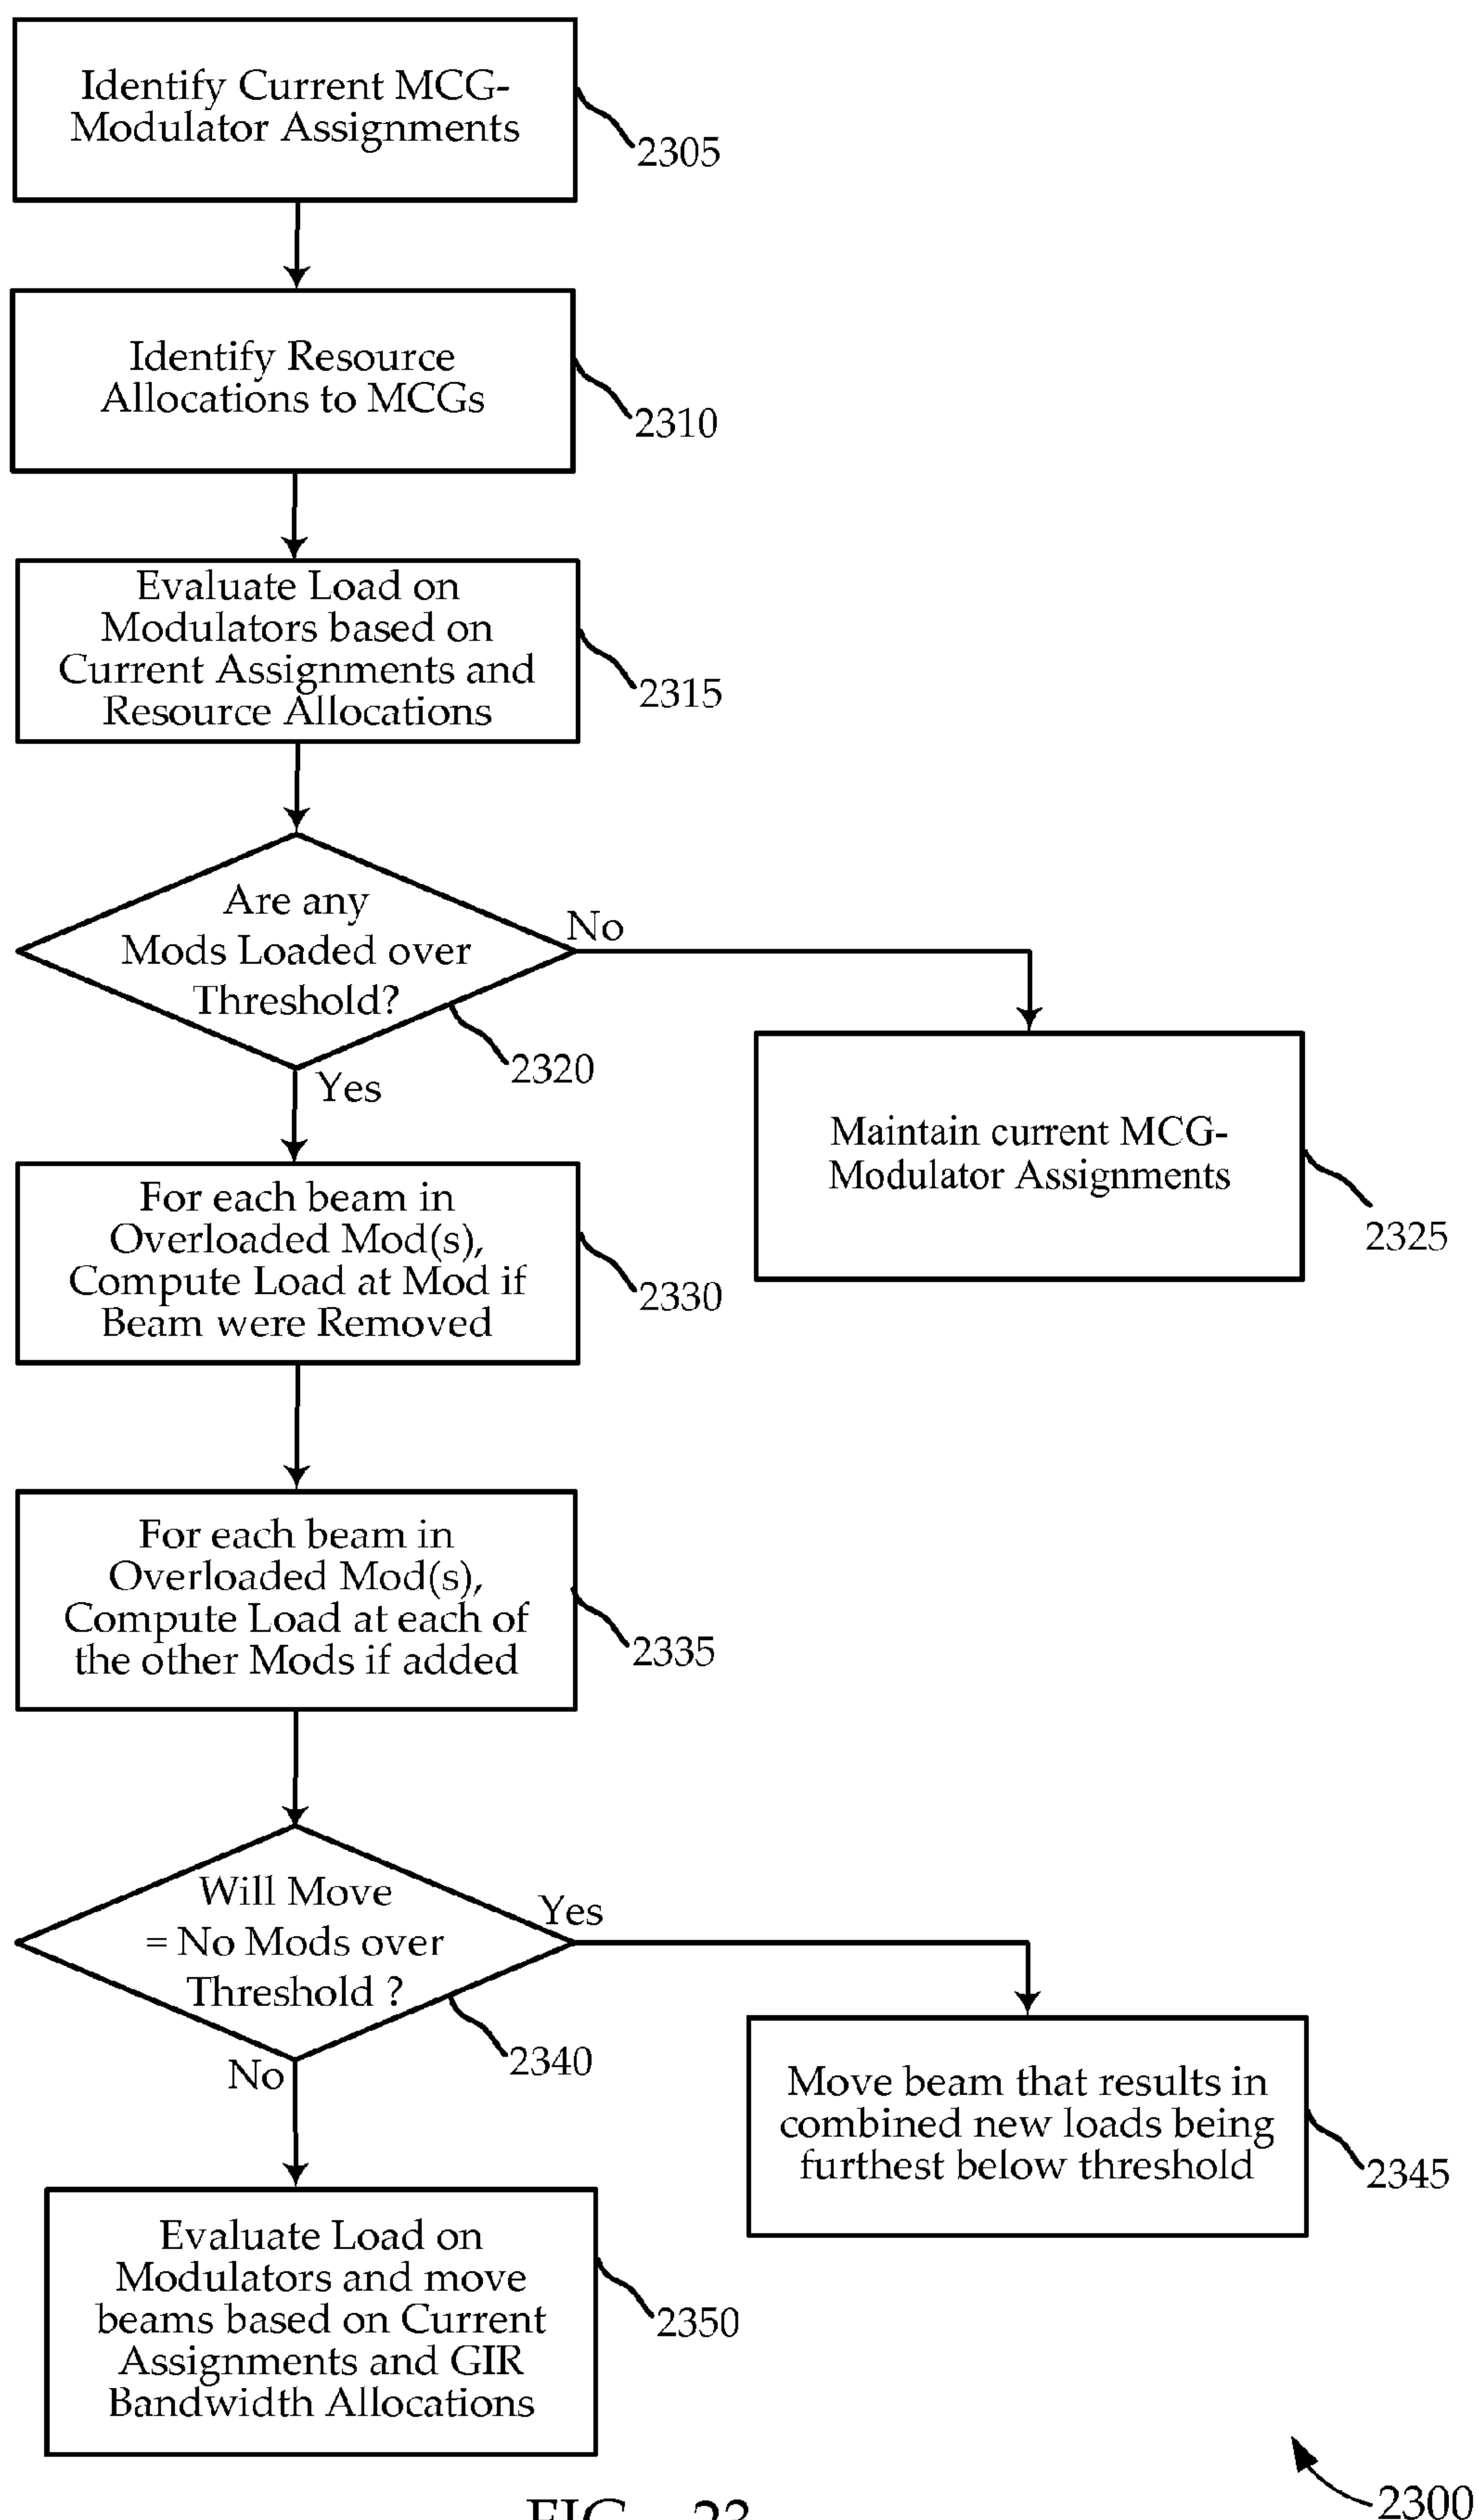 Identify Current MCG-
Modulator Assignments
2305
Identify Resource
Allocations to MCGs
2310
Evaluate Load on
Modulators based on
Current Assignments and
Resource Allocations
2315
Are any
Mods Loaded over
Threshold?
No
2320
Yes
Maintain current MCG-
Modulator Assignments
2325
For each beam in
Overloaded Mod(s),
Compute Load at Mod if
Beam were Removed
2330
For each beam in
Overloaded Mod(s),
Compute Load at each of
the other Mods if added
2335
Will Move
= No Mods over
Threshold ?
Yes
2340
No
Move beam that results in
combined new loads being
furthest below threshold
2345
Evaluate Load on
Modulators and move
beams based on Current
Assignments and GIR
Bandwidth Allocations
2350
2300
FIG. 23